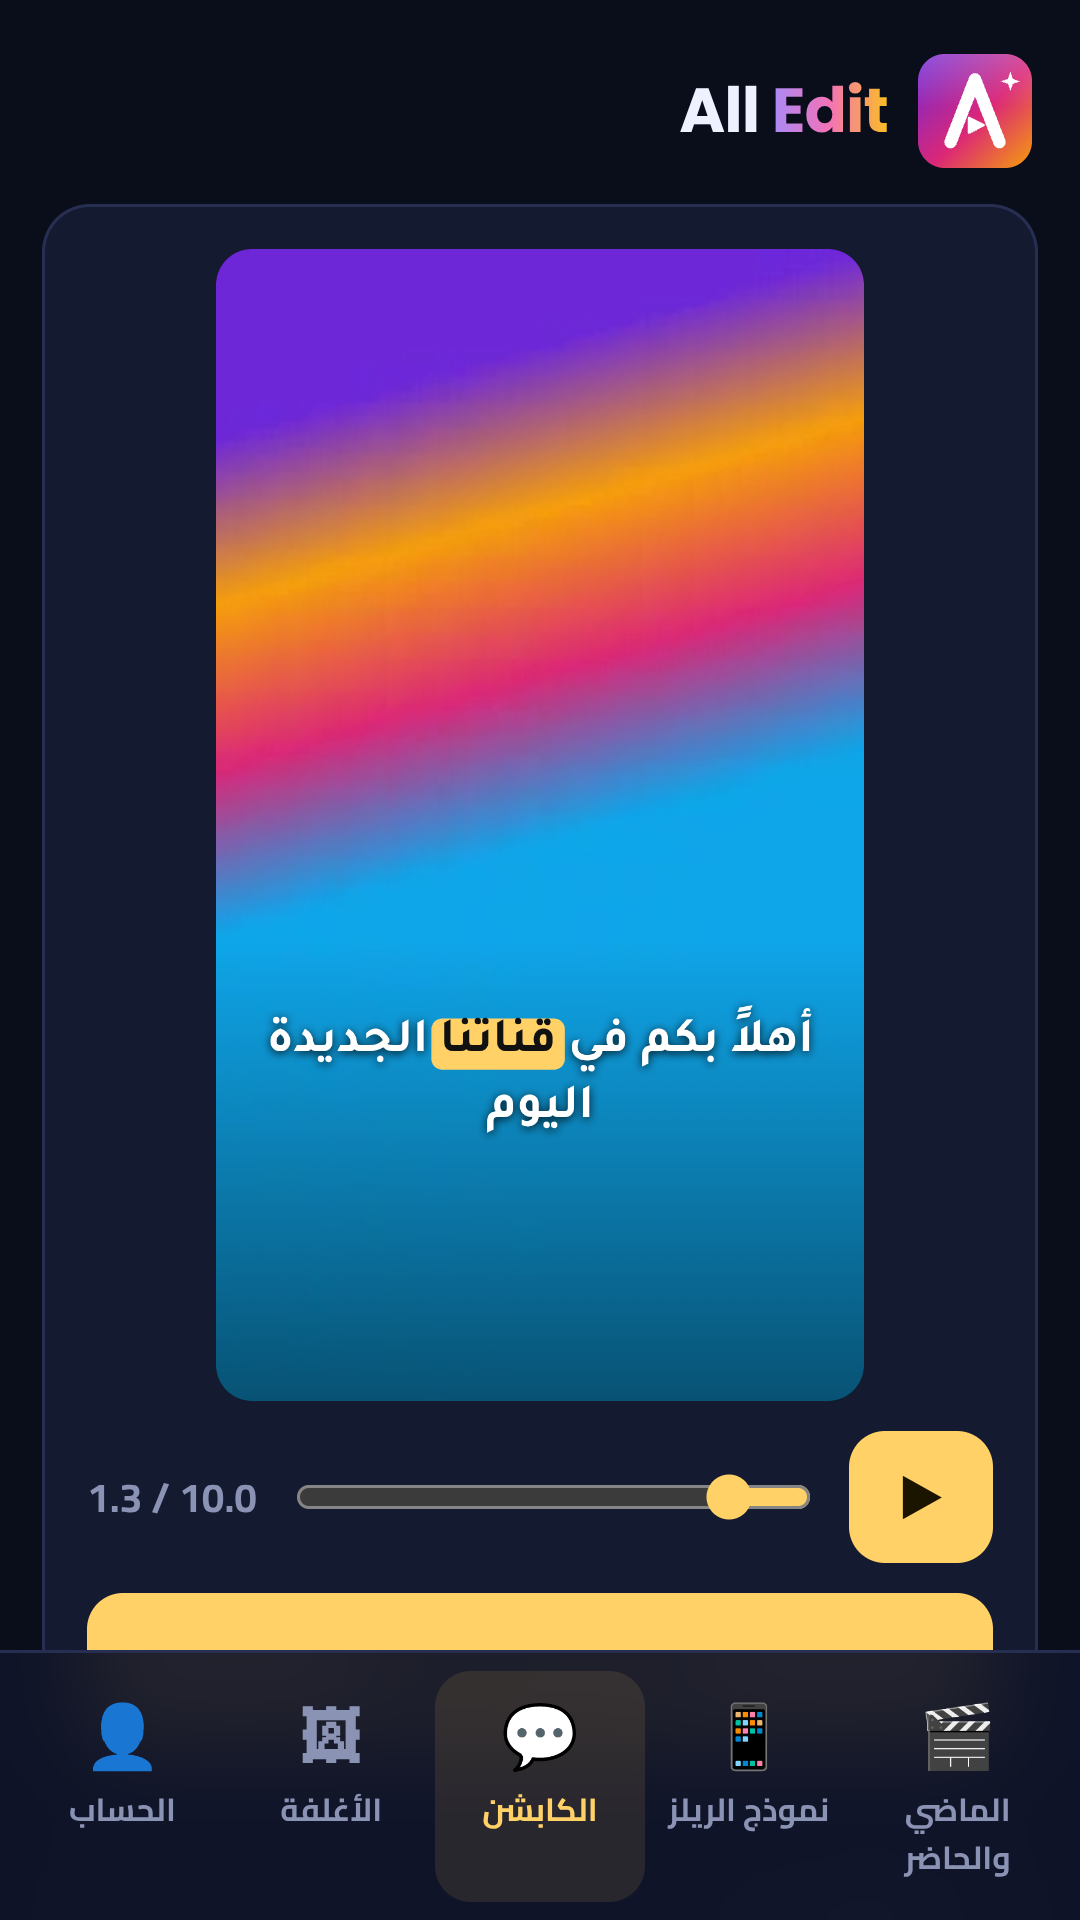 All Edit
أهلاً بكم في قناتنا الجديدة
اليوم
1.3 / 10.0
الماضي
والحاضر
نموذج الريلز
الكابشن
الأغلفة
الحساب